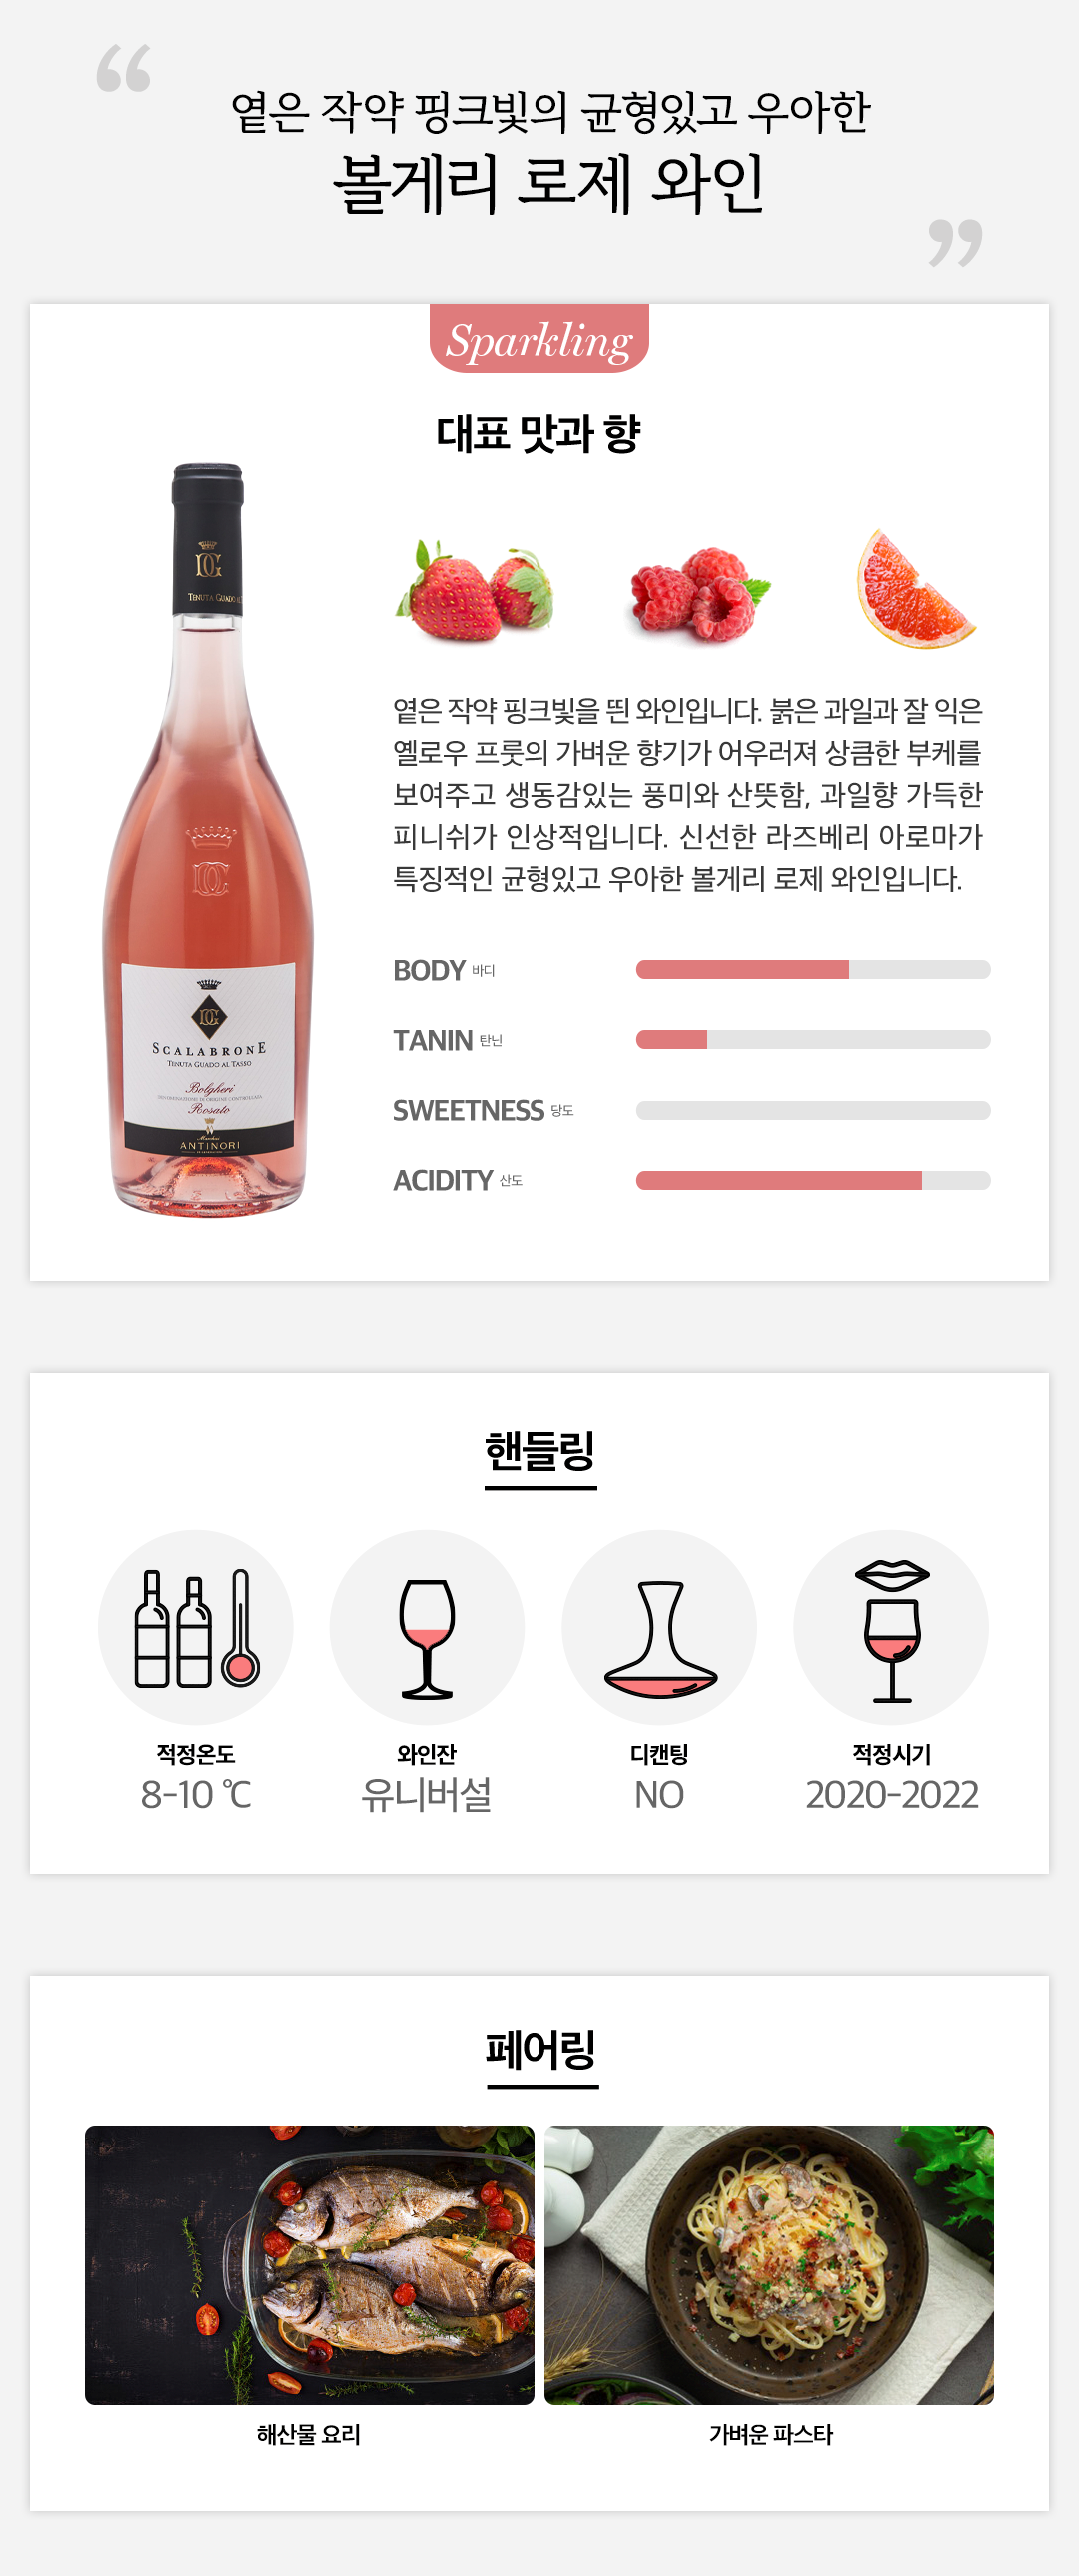 옅은 작약 핑크빛의 균형있고 우아한
볼게리 로제 와인
Sparkling
대표 맛과 향
DG
TENUTA GUADO AL
DG
DG
SCALABRONE
TENUTA GUADO AL TASSO
Bolgheri
DENOMINAZIONE DI ORIGINE CONTROLLATA
Rosato
Marchesi
ANTINORI
옅은 작약 핑크빛을 띈 와인입니다. 붉은 과일과 잘 익은
옐로우 프룻의 가벼운 향기가 어우러져 상큼한 부케를
보여주고 생동감있는 풍미와 산뜻함, 과일향 가득한
피니쉬가 인상적입니다. 신선한 라즈베리 아로마가
특징적인 균형있고 우아한 볼게리 로제 와인입니다.
BODY 바디
TANIN 탄닌
SWEETNESS 당도
ACIDITY 산도
핸들링
적정온도
8-10 ℃
와인잔
유니버설
디캔팅
NO
적정시기
2020-2022
페어링
해산물 요리
가벼운 파스타